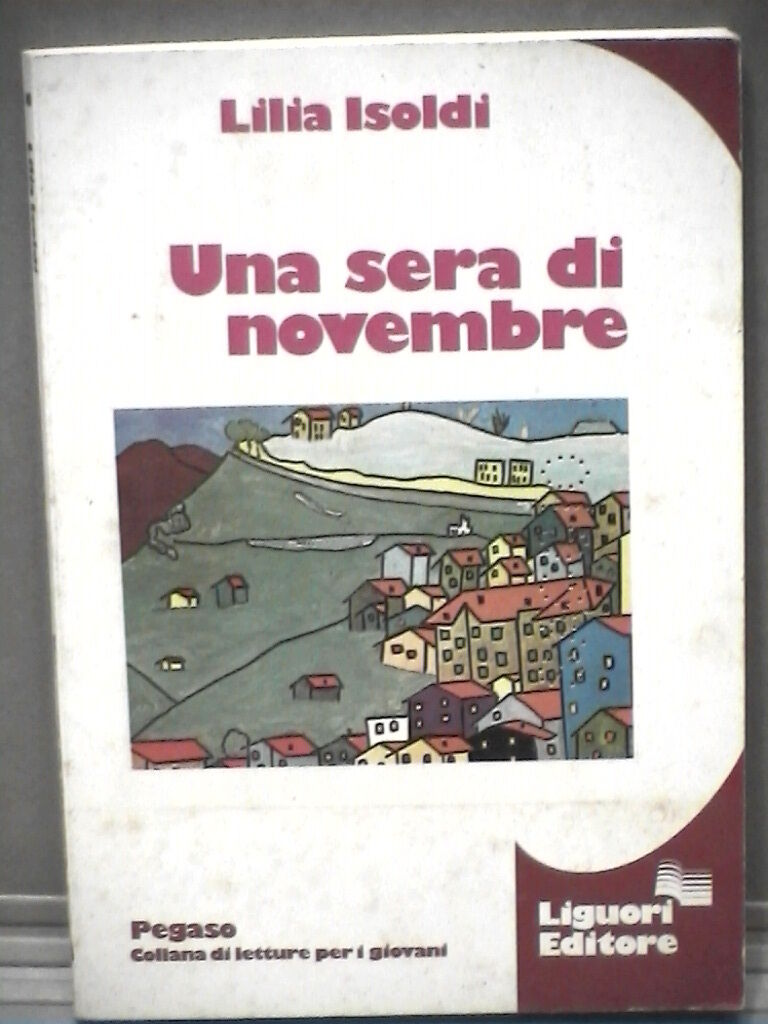 Lilia Isoldi
Una sera di
novembre
Pegaso
Collana di letture per i giovani
Liguori
Editore